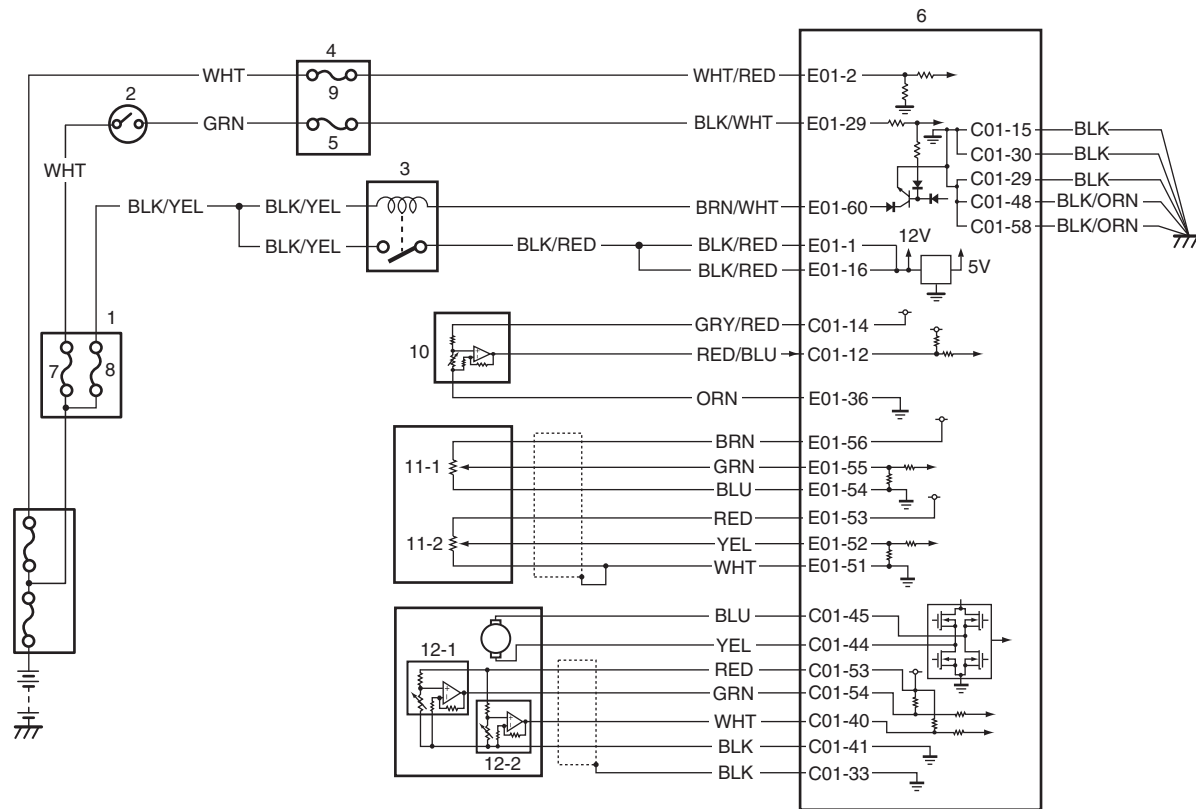 6
4
WHT
9
WHT/RED
E01-2
2
GRN
5
BLK/WHT
E01-29
C01-15
BLK
C01-30
BLK
C01-29
BLK
C01-48
BLK/ORN
C01-58
BLK/ORN
WHT
3
BLK/YEL
BLK/YEL
BRN/WHT
E01-60
BLK/YEL
BLK/RED
BLK/RED
E01-1
12V
BLK/RED
E01-16
5V
1
7
8
10
GRY/RED
C01-14
RED/BLU
C01-12
ORN
E01-36
BRN
E01-56
11-1
GRN
E01-55
BLU
E01-54
RED
E01-53
11-2
YEL
E01-52
WHT
E01-51
BLU
C01-45
YEL
C01-44
12-1
RED
C01-53
GRN
C01-54
WHT
C01-40
BLK
C01-41
12-2
BLK
C01-33